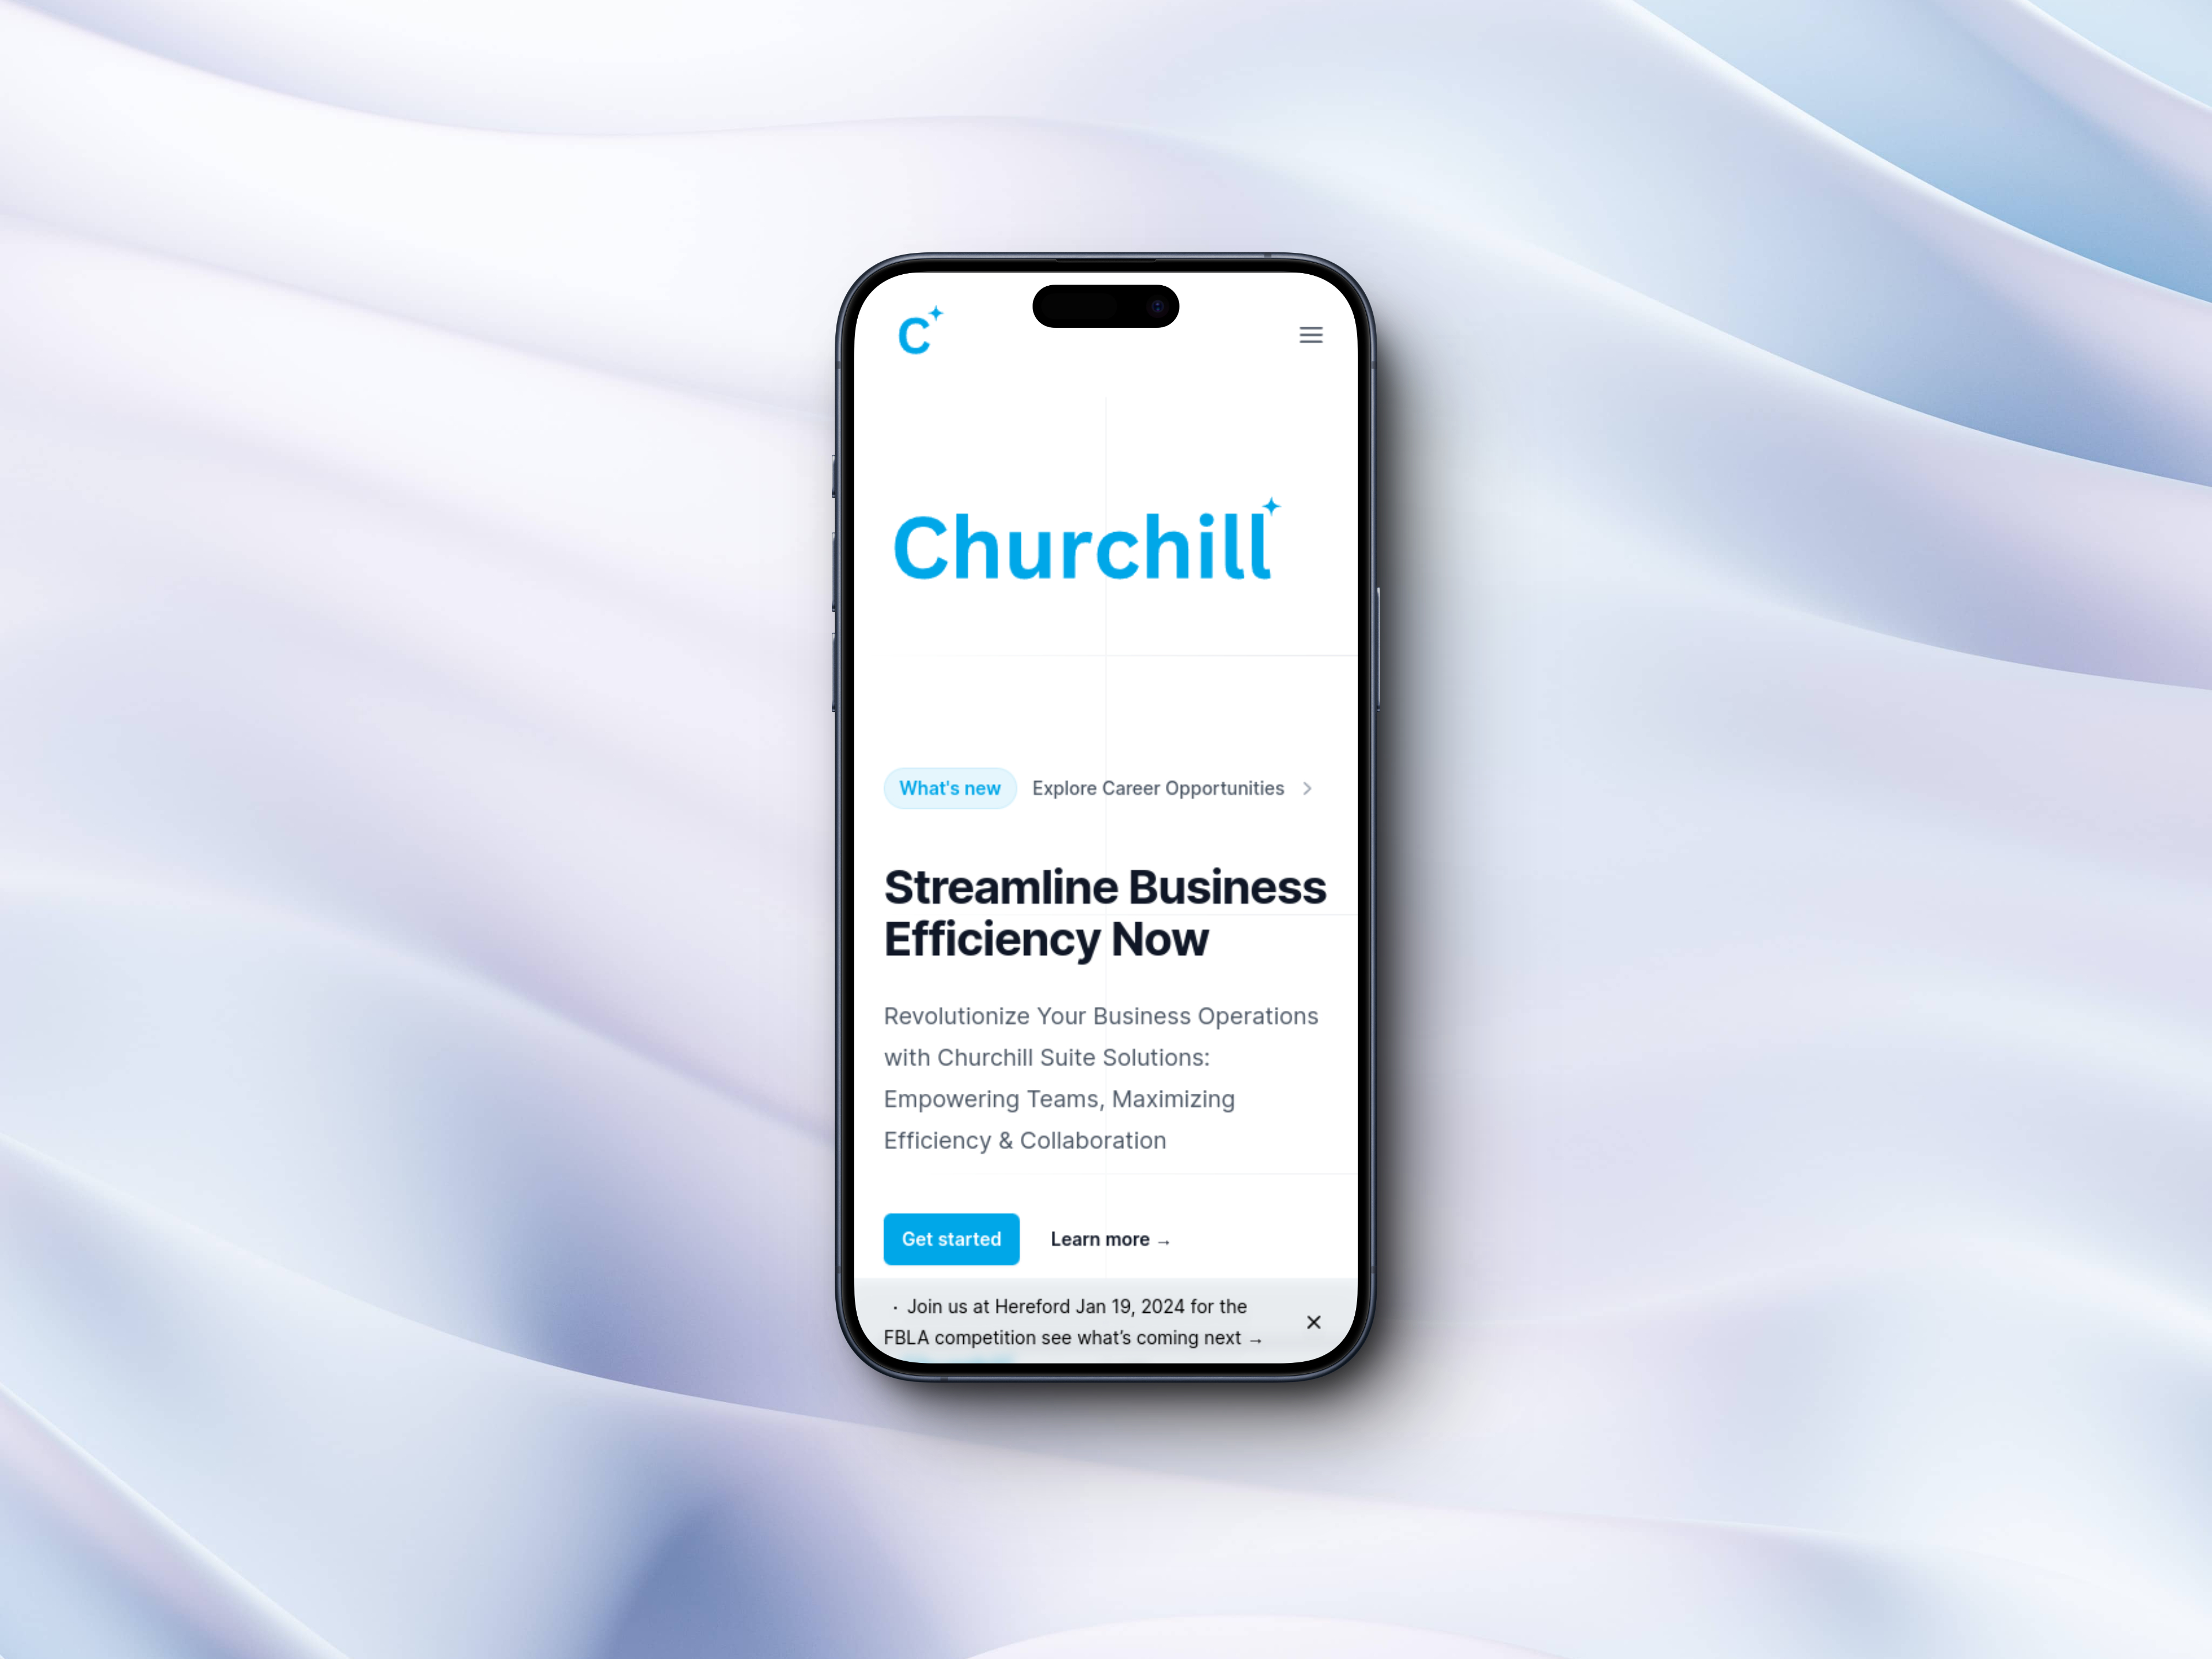 C
Churchill
What's new Explore Career Opportunities
Streamline Business
Efficiency Now
Revolutionize Your Business Operations
with Churchill Suite Solutions:
Empowering Teams, Maximizing
Efficiency & Collaboration
Get started Learn more →
· Join us at Hereford Jan 19, 2024 for the
FBLA competition see what’s coming next →